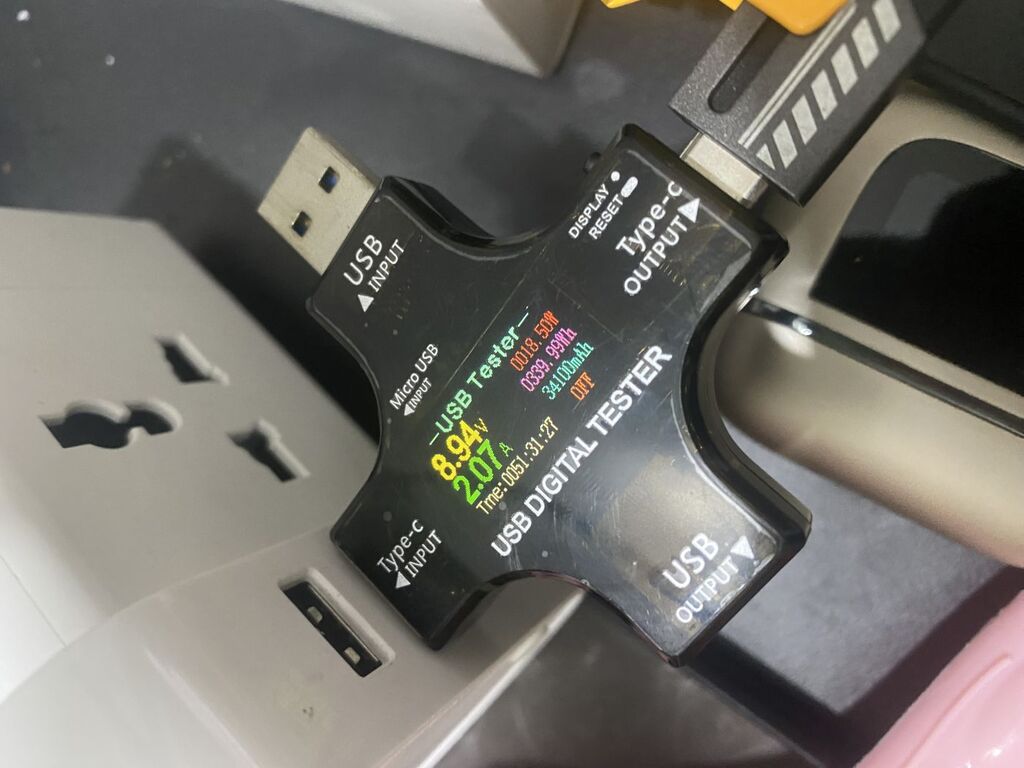 USB
▲ INPUT
DISPLAY
RESET
Type-C
OUTPUT▶
Micro USB
◀INPUT
-USB Tester-
8.94V
2.07A
0018.50W
0339.99Wh
34100mAh
OFF
Time: 0051:31:27
USB DIGITAL TESTER
Type-c
◀INPUT
USB
OUTPUT▼